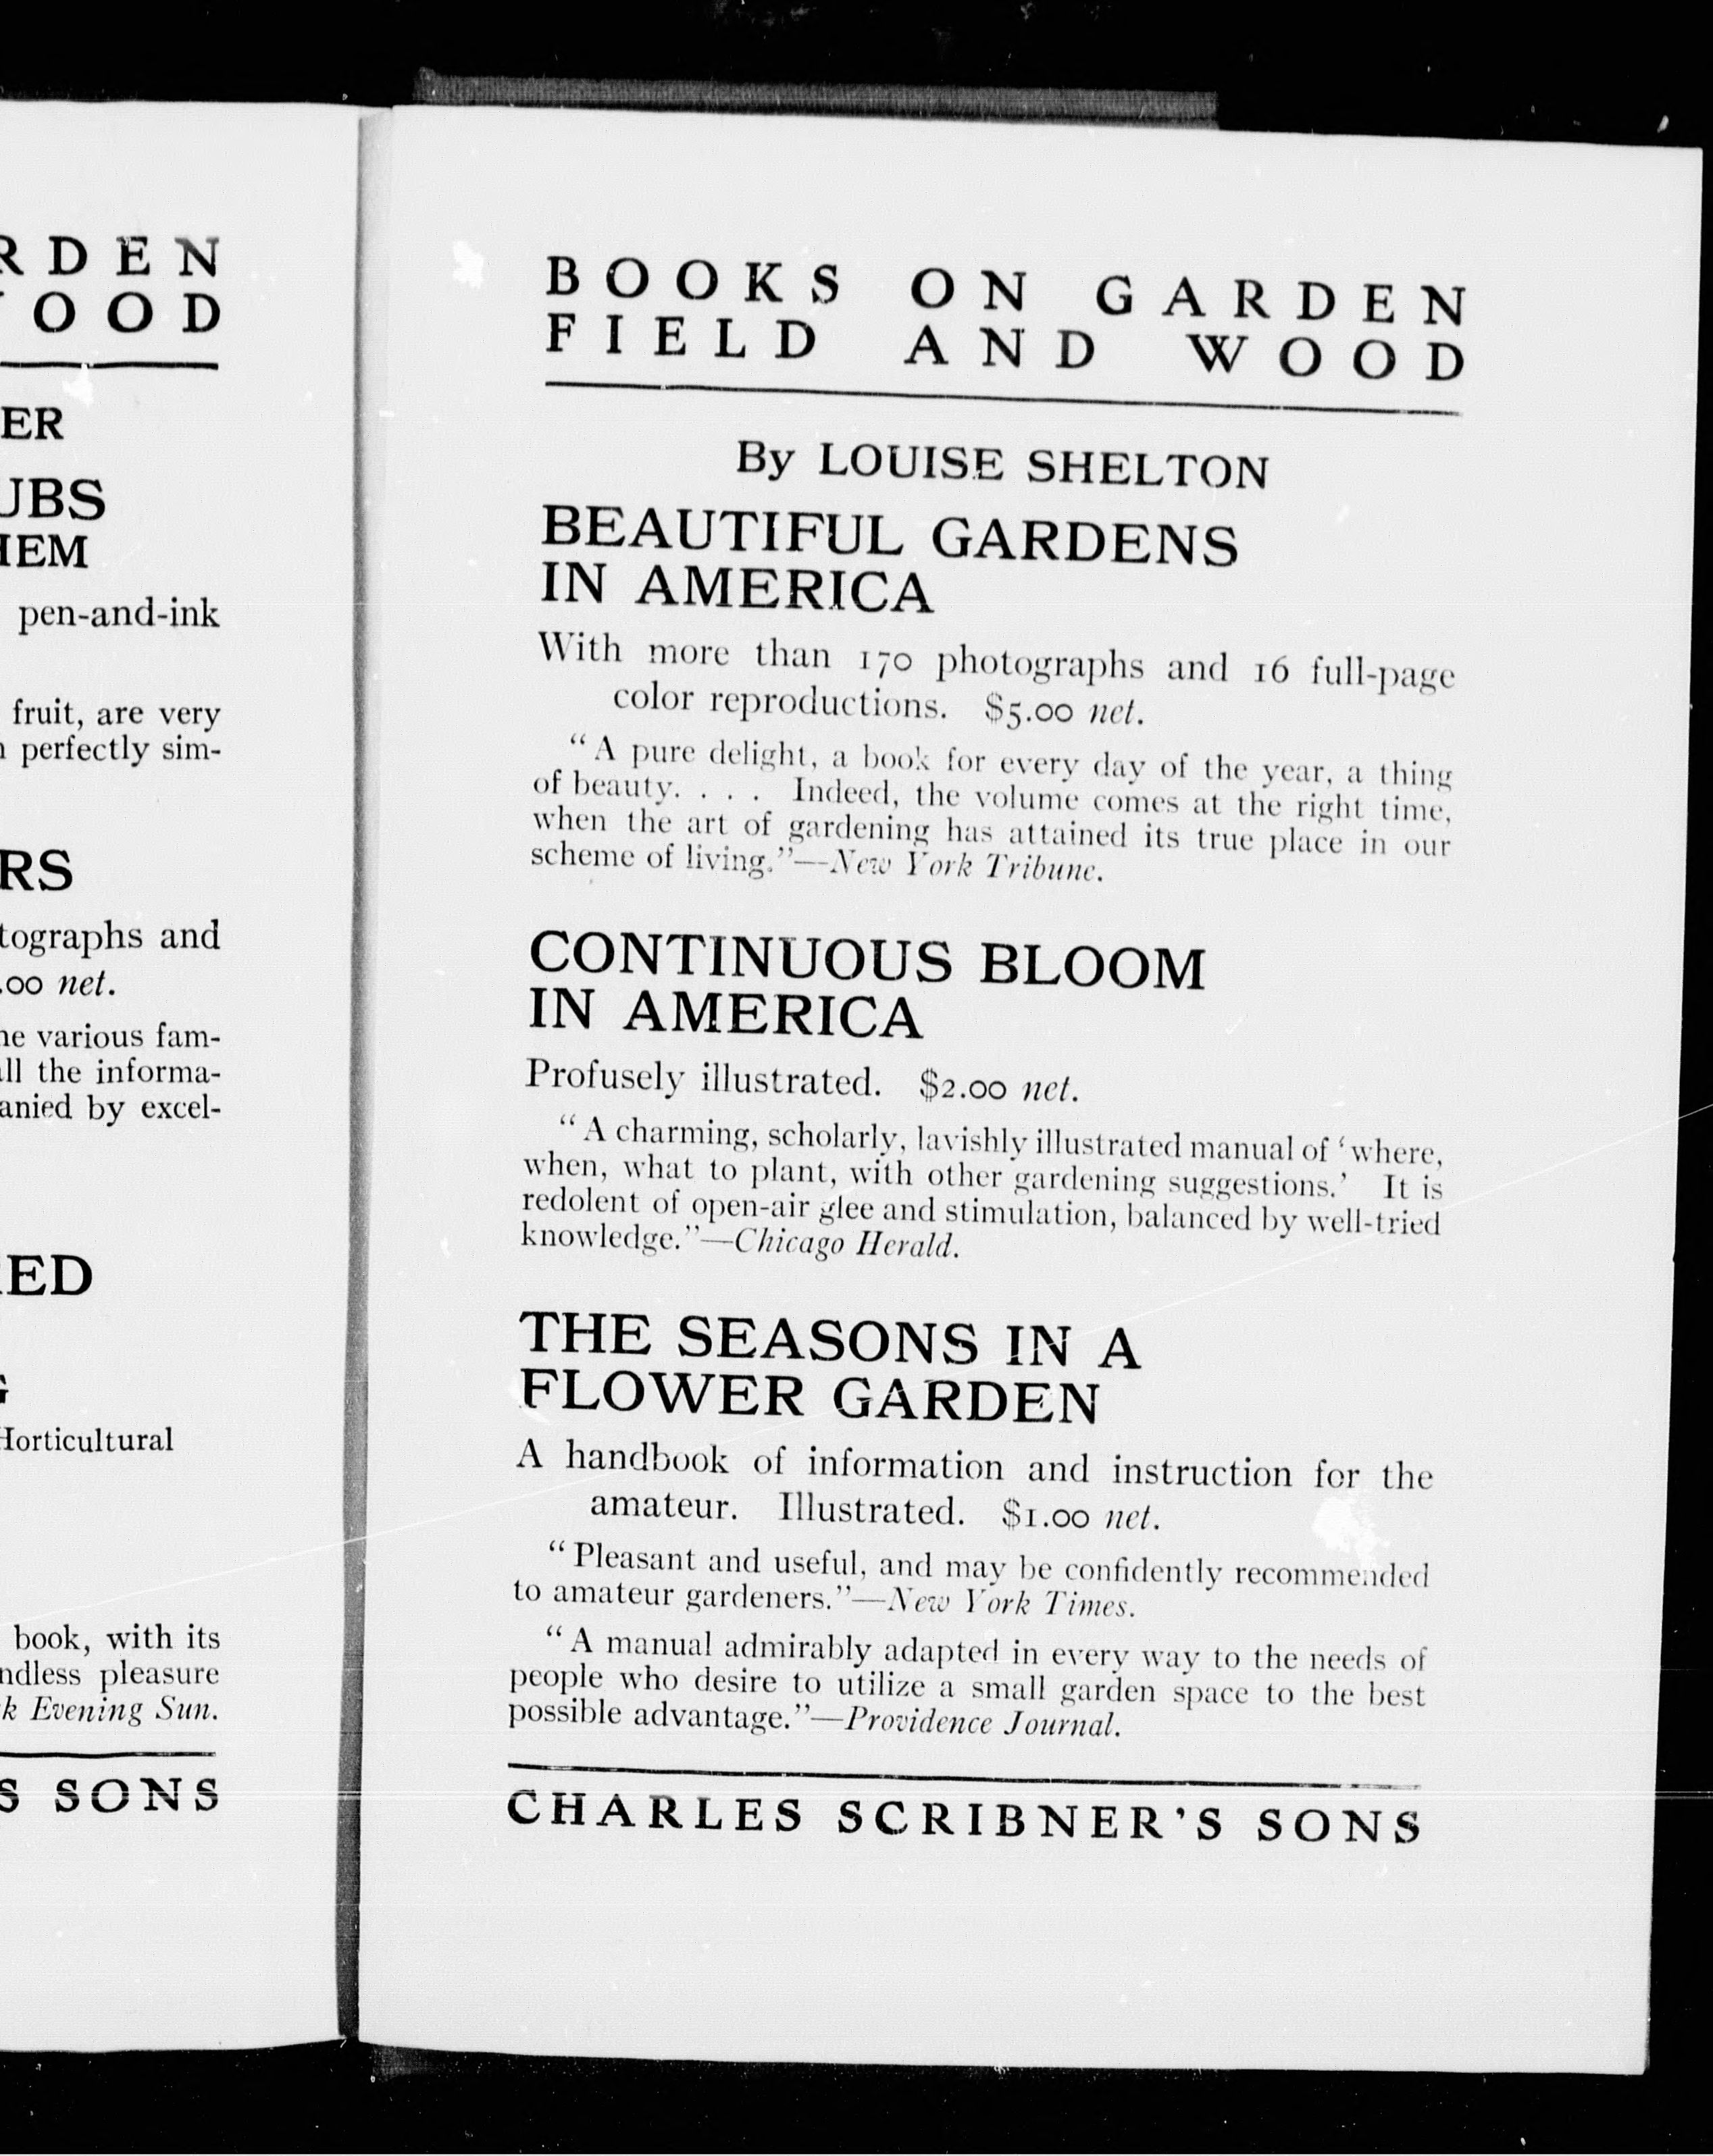 RDEN
OOD
ER
UBS
HEM
pen-and-ink
fruit, are very
perfectly sim-
RS
tographs and
.00 net.
he various fam-
all the informa-
anied by excel-
ED
G
Horticultural
book, with its
ndless pleasure
k Evening Sun.
S SONS
BOOKS ON GARDEN
FIELD AND WOOD
By LOUISE SHELTON
BEAUTIFUL GARDENS
IN AMERICA
With more than 170 photographs and 16 full-page
color reproductions. $5.00 net.
“A pure delight, a book for every day of the year, a thing
of beauty. . . . Indeed, the volume comes at the right time,
when the art of gardening has attained its true place in our
scheme of living.”—New York Tribune.
CONTINUOUS BLOOM
IN AMERICA
Profusely illustrated. $2.00 net.
“A charming, scholarly, lavishly illustrated manual of ‘where,
when, what to plant, with other gardening suggestions.’ It is
redolent of open-air glee and stimulation, balanced by well-tried
knowledge.”—Chicago Herald.
THE SEASONS IN A
FLOWER GARDEN
A handbook of information and instruction for the
amateur. Illustrated. $1.00 net.
“Pleasant and useful, and may be confidently recommended
to amateur gardeners.”—New York Times.
“A manual admirably adapted in every way to the needs of
people who desire to utilize a small garden space to the best
possible advantage.”—Providence Journal.
CHARLES SCRIBNER'S SONS